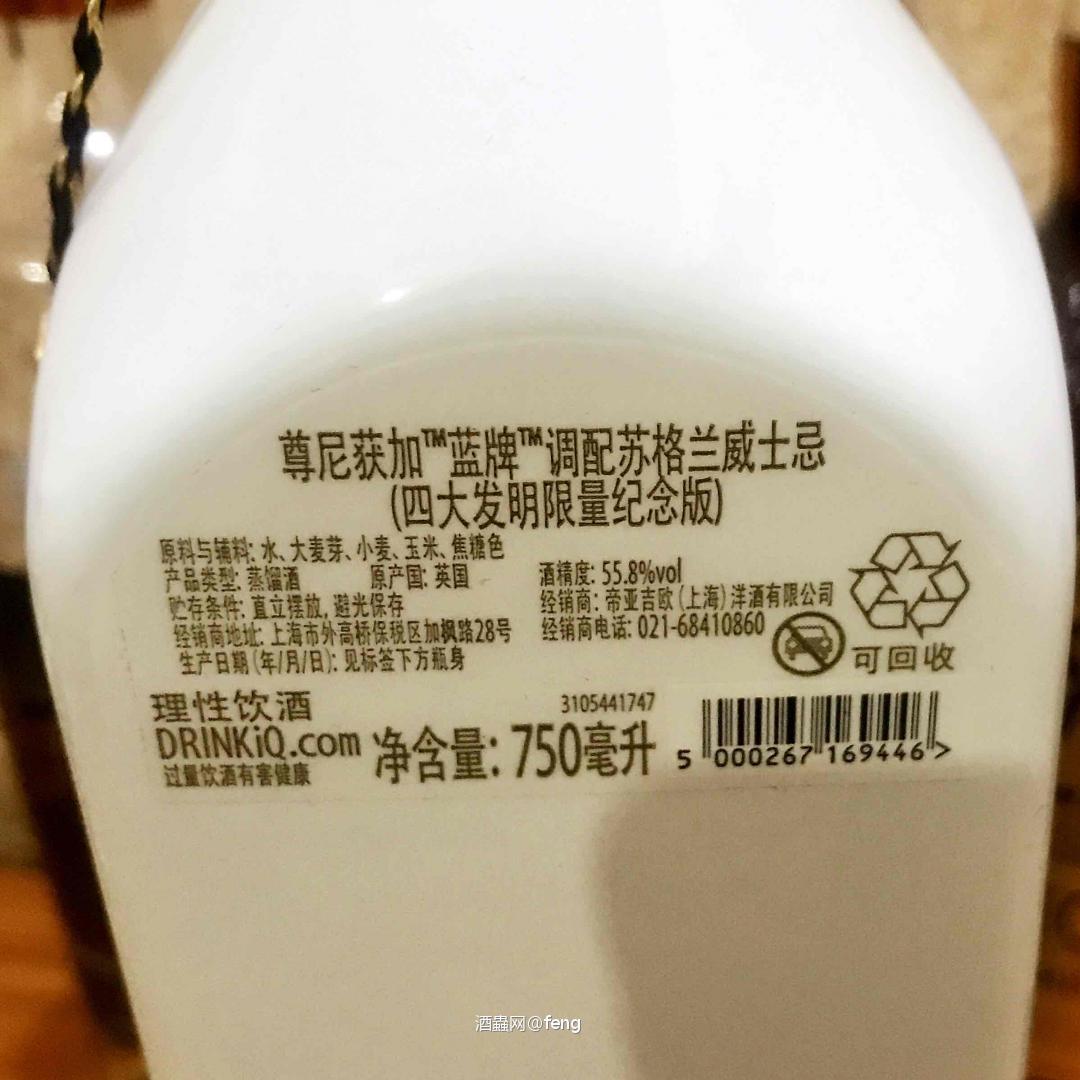 尊尼获加™蓝牌™调配苏格兰威士忌
(四大发明限量纪念版)
原料与辅料: 水、大麦芽、小麦、玉米、焦糖色
产品类型: 蒸馏酒 原产国: 英国
贮存条件: 直立摆放, 避光保存
经销商地址: 上海市外高桥保税区加枫路28号
生产日期(年/月/日): 见标签下方瓶身
酒精度: 55.8%vol
经销商: 帝亚吉欧(上海)洋酒有限公司
经销商电话: 021-68410860
可回收
理性饮酒
DRINKiQ.com
过量饮酒有害健康
3105441747
净含量: 750毫升
5 000267 169446 >
酒蟲网@feng